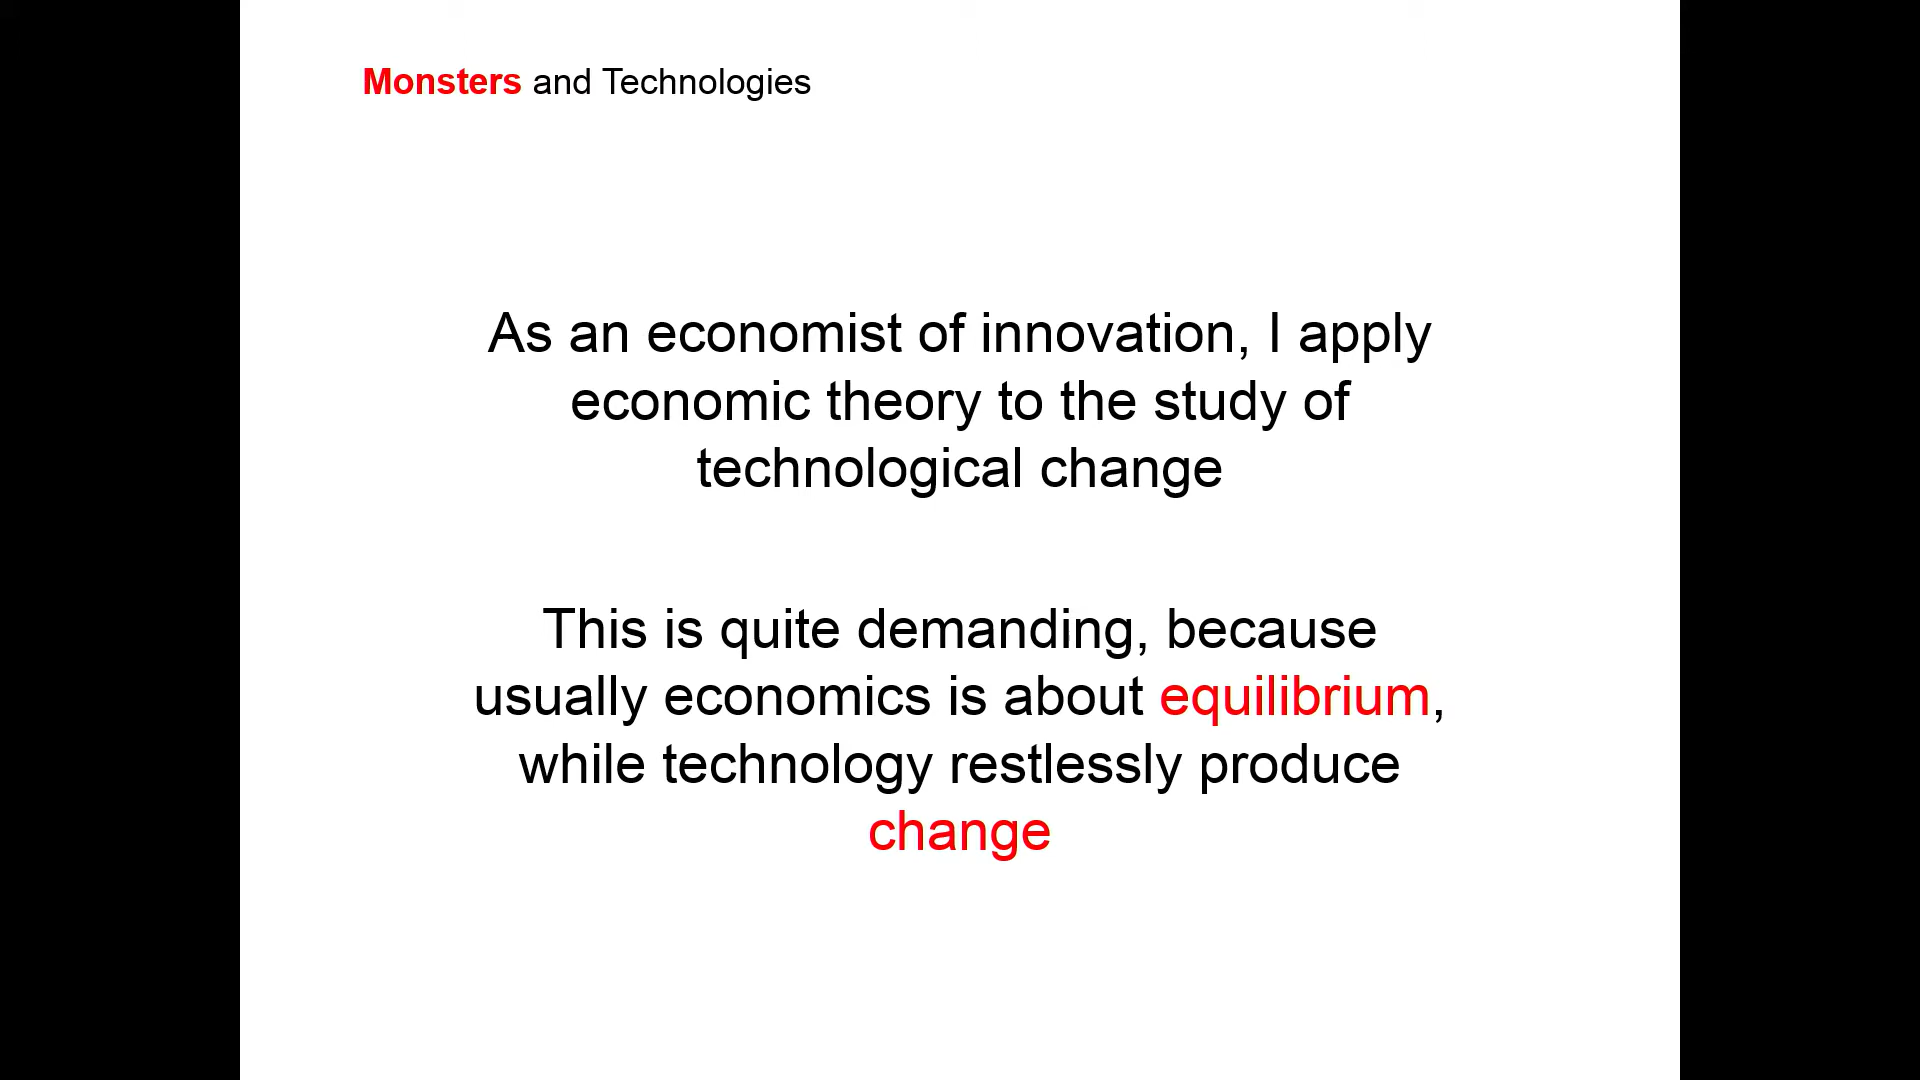 Monsters and Technologies
As an economist of innovation, I apply
economic theory to the study of
technological change
This is quite demanding, because
usually economics is about equilibrium,
while technology restlessly produce
change